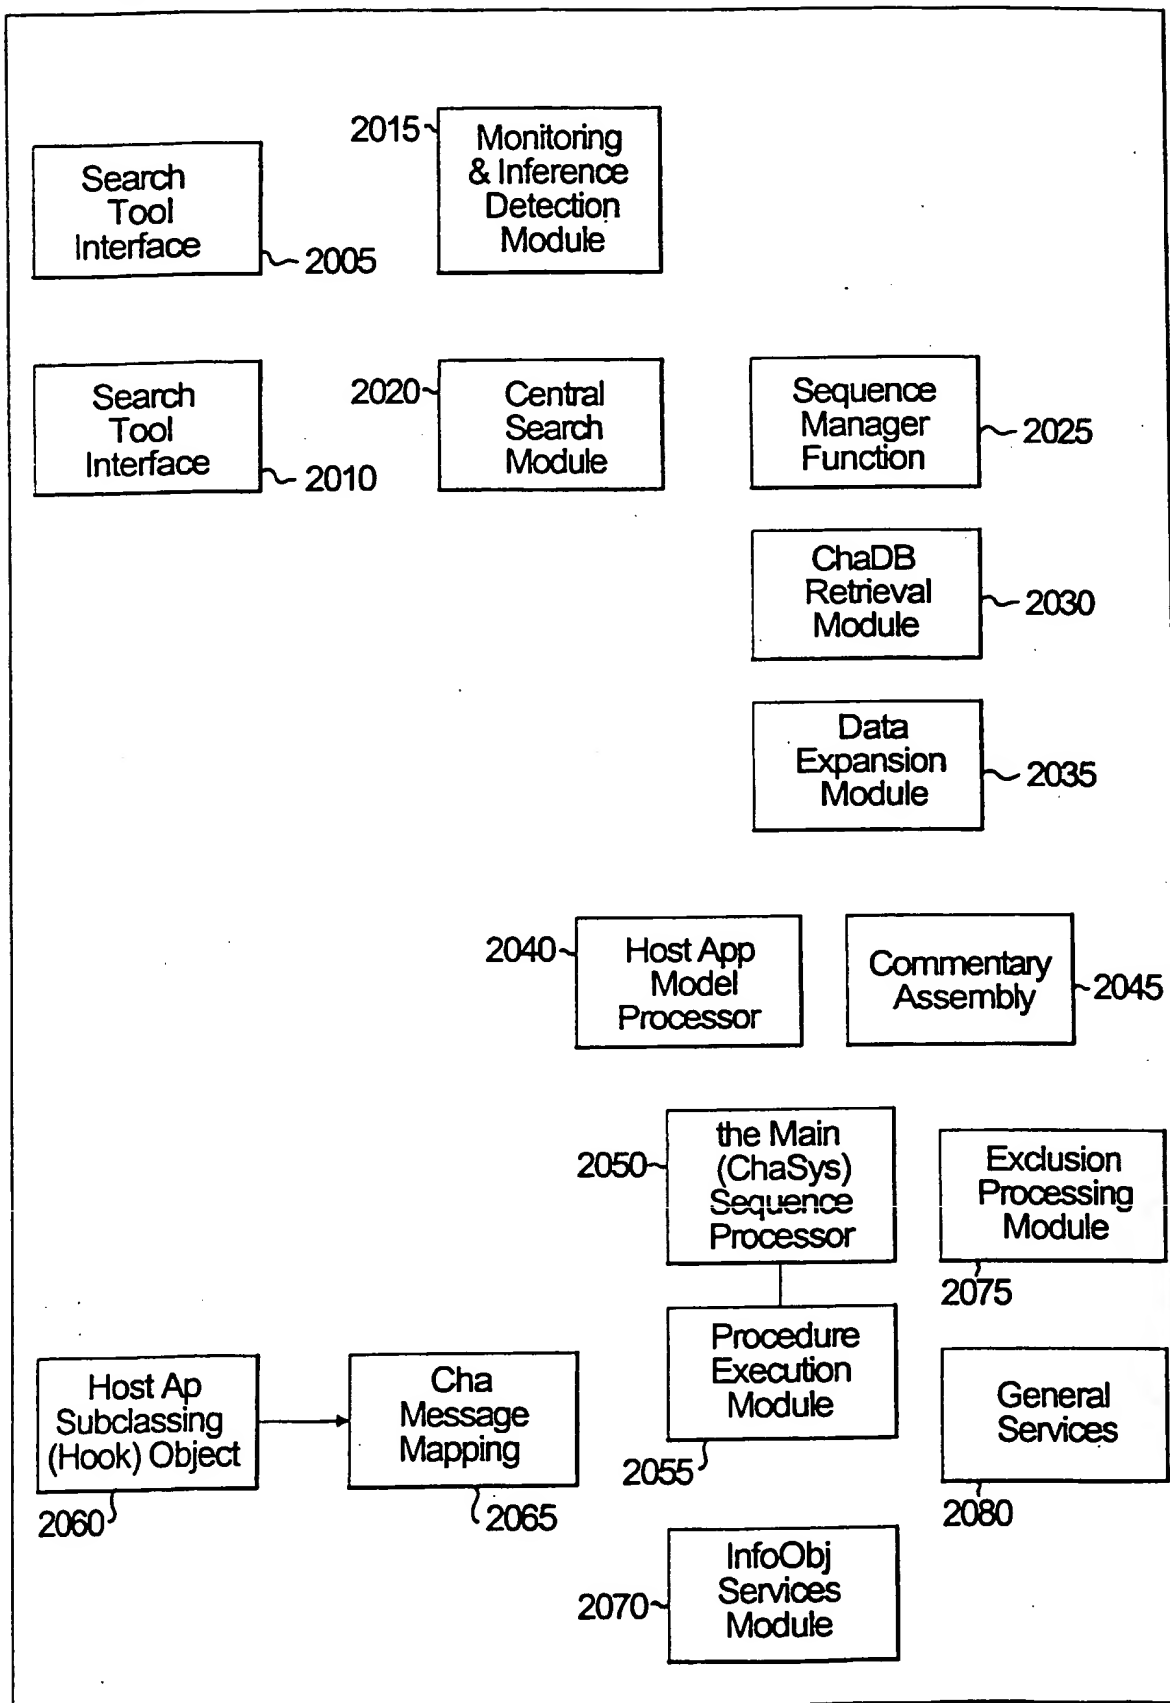 2015
Monitoring
& Inference
Detection
Module
Search
Tool
Interface
2005
Search
Tool
Interface
2010
2020
Central
Search
Module
Sequence
Manager
Function
2025
ChaDB
Retrieval
Module
2030
Data
Expansion
Module
2035
2040
Host App
Model
Processor
Commentary
Assembly
2045
2050
the Main
(ChaSys)
Sequence
Processor
Exclusion
Processing
Module
2075
Procedure
Execution
Module
2055
Host Ap
Subclassing
(Hook) Object
2060
Cha
Message
Mapping
2065
General
Services
2080
2070
InfoObj
Services
Module